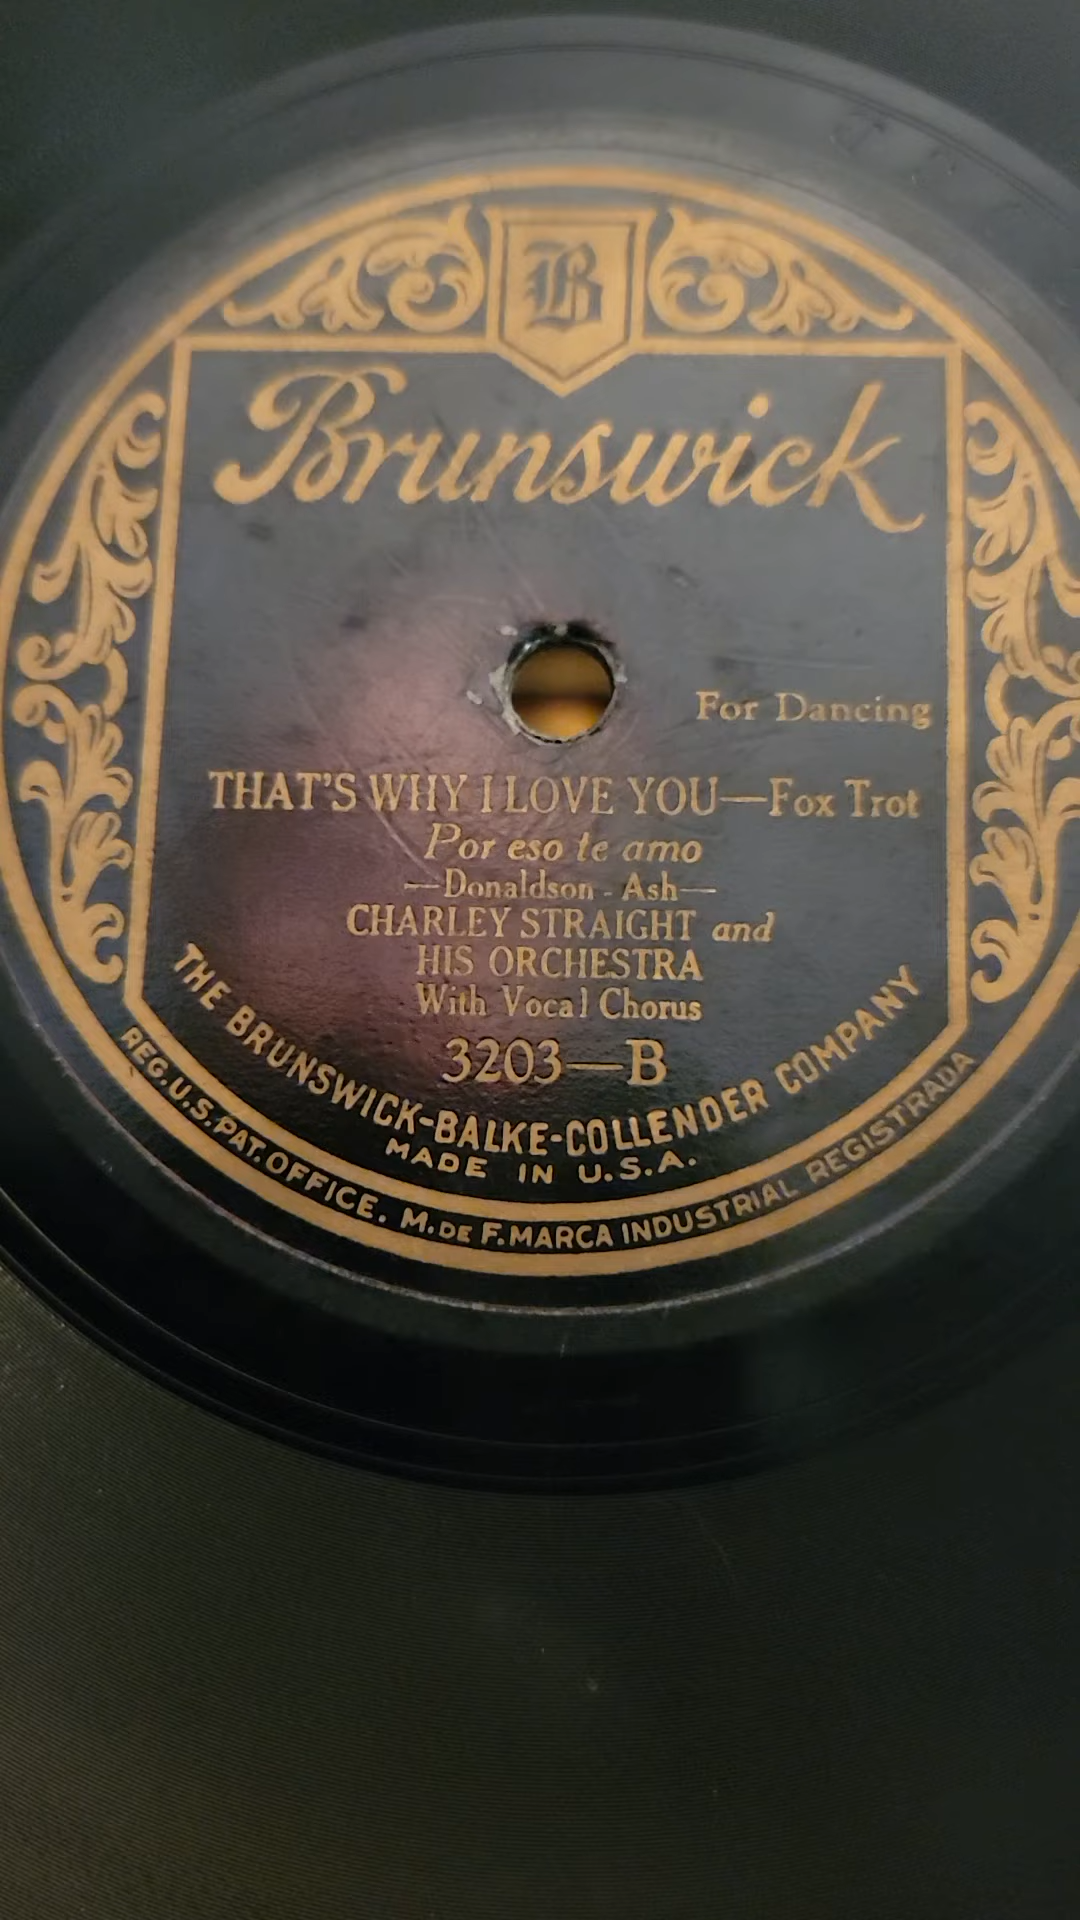 B
Brunswick
For Dancing
THAT'S WHY I LOVE YOU—Fox Trot
Por eso te amo
—Donaldson - Ash—
CHARLEY STRAIGHT and
HIS ORCHESTRA
With Vocal Chorus
3203—B
THE BRUNSWICK-BALKE-COLLENDER COMPANY
MADE IN U.S.A.
REG. U.S. PAT. OFFICE. M. DE F. MARCA INDUSTRIAL REGISTRADA